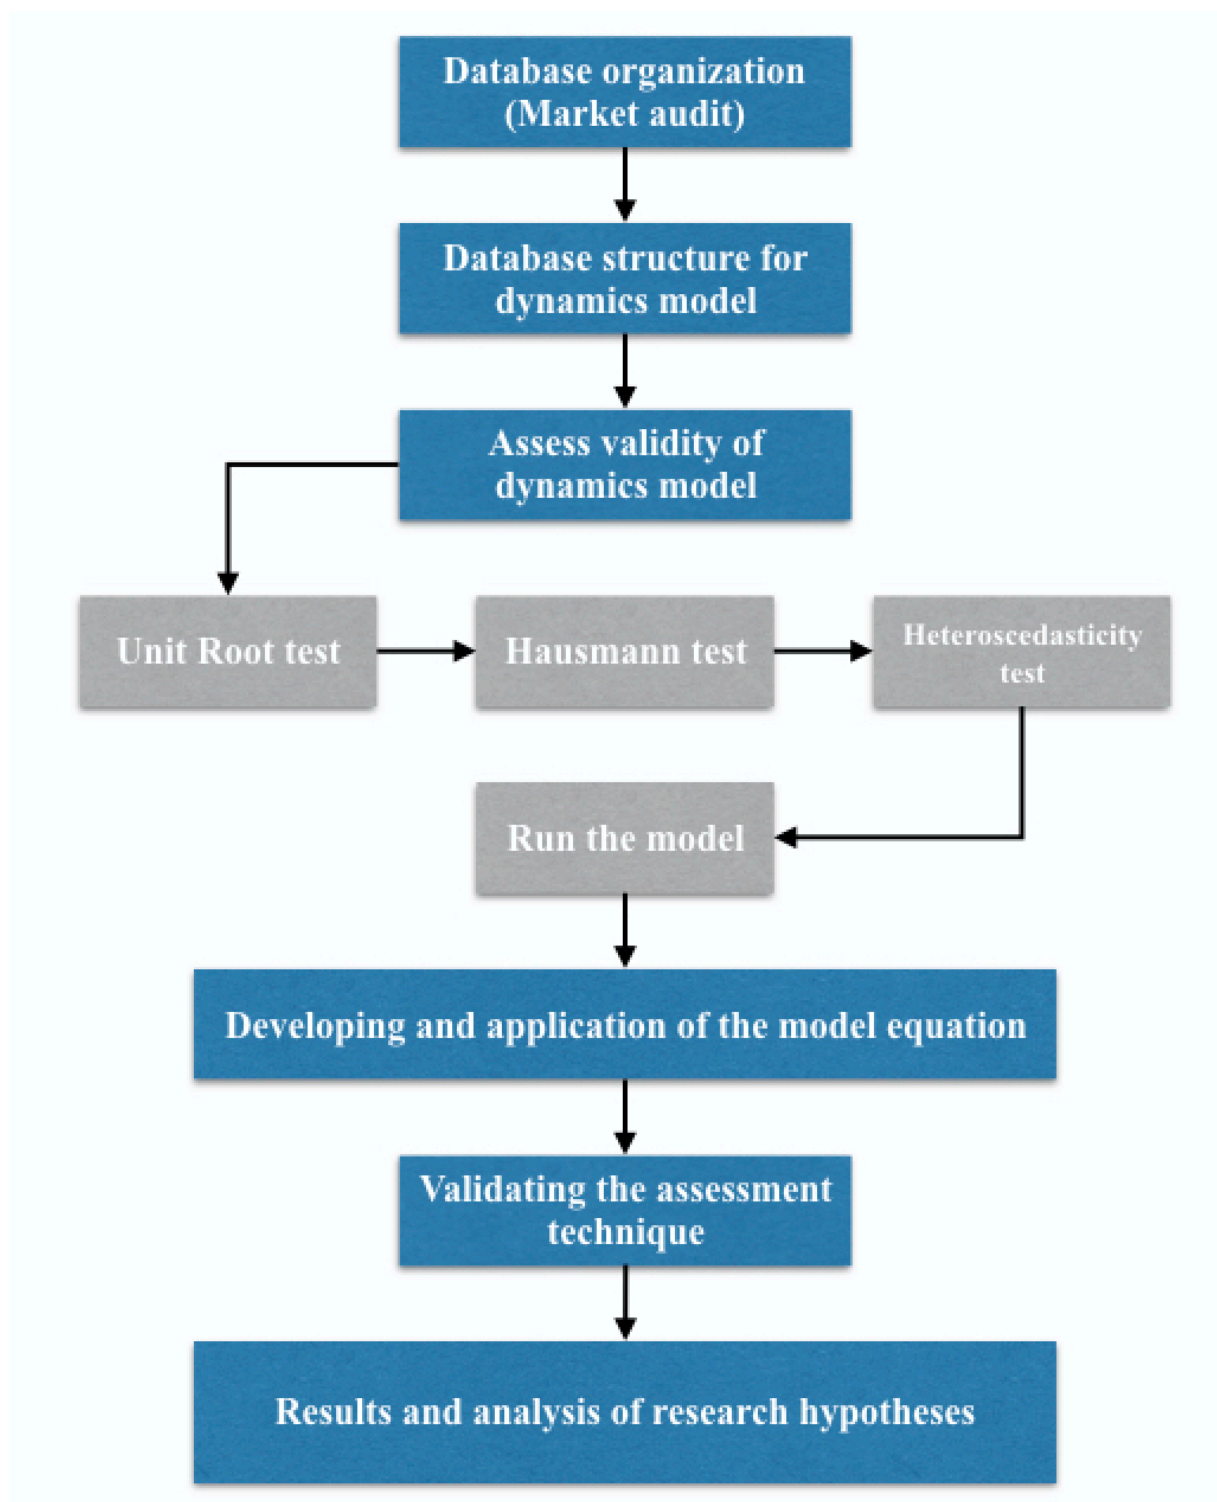 Database organization
(Market audit)
Database structure for
dynamics model
Assess validity of
dynamics model
Unit Root test
Hausmann test
Heteroscedasticity
test
Run the model
Developing and application of the model equation
Validating the assessment
technique
Results and analysis of research hypotheses